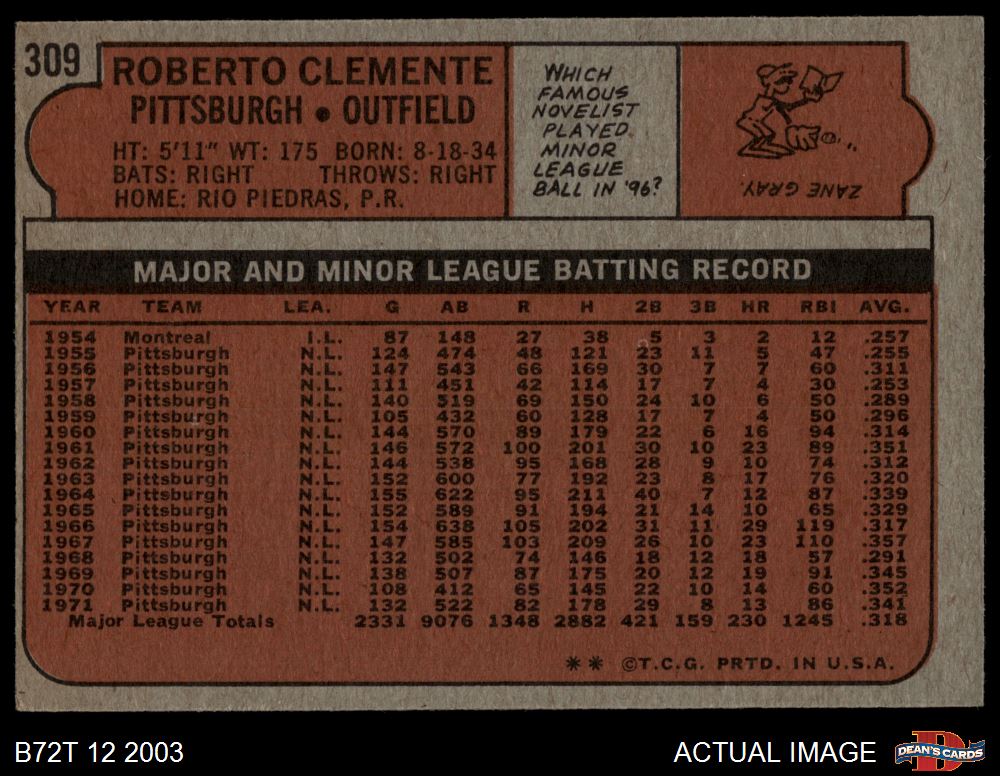 309
ROBERTO CLEMENTE
PITTSBURGH • OUTFIELD
HT: 5'11" WT: 175 BORN: 8-18-34
BATS: RIGHT THROWS: RIGHT
HOME: RIO PIEDRAS, P.R.
WHICH
FAMOUS
NOVELIST
PLAYED
MINOR
LEAGUE
BALL IN '96?
ZANE GRAY.
MAJOR AND MINOR LEAGUE BATTING RECORD
YEAR TEAM LEA. G AB R H 2B 3B HR RBI AVG.
1954 Montreal I.L. 87 148 27 38 5 3 2 12 .257
1955 Pittsburgh N.L. 124 474 48 121 23 11 5 47 .255
1956 Pittsburgh N.L. 147 543 66 169 30 7 7 60 .311
1957 Pittsburgh N.L. 111 451 42 114 17 7 4 30 .253
1958 Pittsburgh N.L. 140 519 69 150 24 10 6 50 .289
1959 Pittsburgh N.L. 105 432 60 128 17 7 4 50 .296
1960 Pittsburgh N.L. 144 570 89 179 22 6 16 94 .314
1961 Pittsburgh N.L. 146 572 100 201 30 10 23 89 .351
1962 Pittsburgh N.L. 144 538 95 168 28 9 10 74 .312
1963 Pittsburgh N.L. 152 600 77 192 23 8 17 76 .320
1964 Pittsburgh N.L. 155 622 95 211 40 7 12 87 .339
1965 Pittsburgh N.L. 152 589 91 194 21 14 10 65 .329
1966 Pittsburgh N.L. 154 638 105 202 31 11 29 119 .317
1967 Pittsburgh N.L. 147 585 103 209 26 10 23 110 .357
1968 Pittsburgh N.L. 132 502 74 146 18 12 18 57 .291
1969 Pittsburgh N.L. 138 507 87 175 20 12 19 91 .345
1970 Pittsburgh N.L. 108 412 65 145 22 10 14 60 .352
1971 Pittsburgh N.L. 132 522 82 178 29 8 13 86 .341
Major League Totals 2331 9076 1348 2882 421 159 230 1245 .318
** ©T.C.G. PRTD. IN U.S.A.
B72T 12 2003
ACTUAL IMAGE
D
DEAN'S CARDS